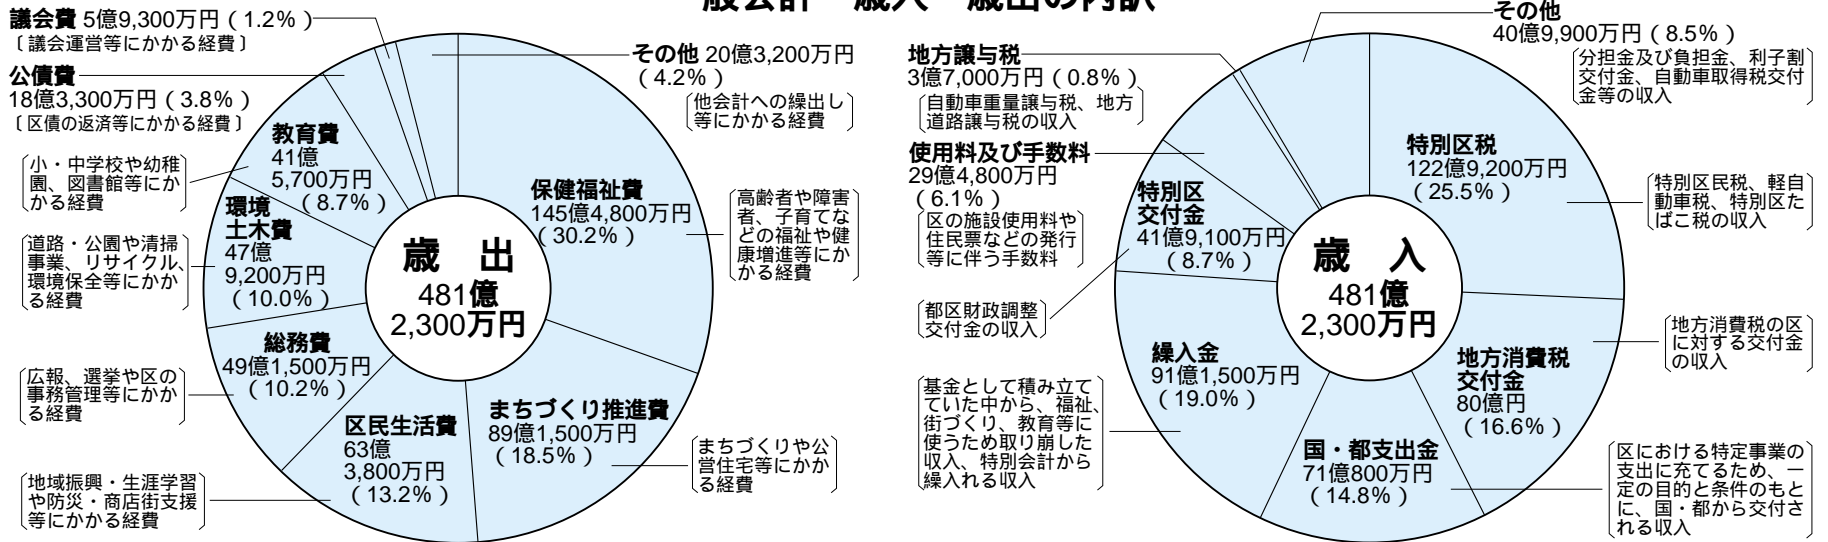 般会計 歳入・歳出の内訳
議会費 5億9,300万円(1.2%)
〔議会運営等にかかる経費〕
公債費
18億3,300万円(3.8%)
〔区債の返済等にかかる経費〕
教育費
41億
5,700万円
(8.7%)
小・中学校や幼稚
園、図書館等にか
かる経費
環境
土木費
47億
9,200万円
(10.0%)
道路・公園や清掃
事業、リサイクル、
環境保全等にかか
る経費
総務費
49億1,500万円
(10.2%)
広報、選挙や区の
事務管理等にかか
る経費
区民生活費
63億
3,800万円
(13.2%)
地域振興・生涯学習
や防災・商店街支援
等にかかる経費
まちづくり推進費
89億1,500万円
(18.5%)
まちづくりや公
営住宅等にかか
る経費
保健福祉費
145億4,800万円
(30.2%)
高齢者や障害
者、子育てな
どの福祉や健
康増進等にか
かる経費
その他 20億3,200万円
(4.2%)
他会計への繰出し
等にかかる経費
歳 出
481億
2,300万円
地方譲与税
3億7,000万円(0.8%)
自動車重量譲与税、地方
道路譲与税の収入
使用料及び手数料
29億4,800万円
(6.1%)
区の施設使用料や
住民票などの発行
等に伴う手数料
特別区
交付金
41億9,100万円
(8.7%)
都区財政調整
交付金の収入
繰入金
91億1,500万円
(19.0%)
基金として積み立て
ていた中から、福祉、
街づくり、教育等に
使うため取り崩した
収入、特別会計から
繰入れる収入
国・都支出金
71億800万円
(14.8%)
区における特定事業の
支出に充てるため、一
定の目的と条件のもと
に、国・都から交付さ
れる収入
地方消費税
交付金
80億円
(16.6%)
地方消費税の区
に対する交付金
の収入
特別区税
122億9,200万円
(25.5%)
特別区民税、軽自
動車税、特別区た
ばこ税の収入
その他
40億9,900万円(8.5%)
分担金及び負担金、利子割
交付金、自動車取得税交付
金等の収入
歳 入
481億
2,300万円